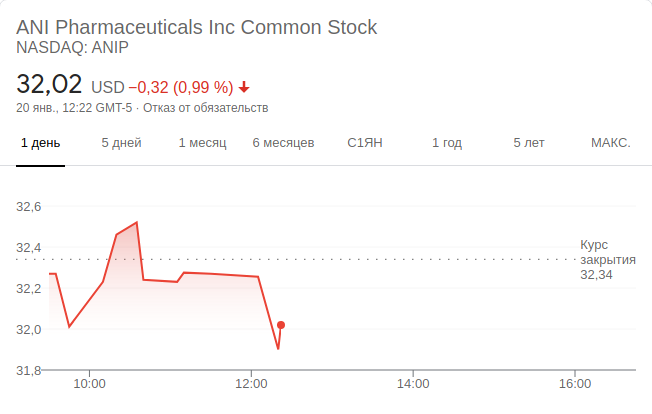 ANI Pharmaceuticals Inc Common Stock
NASDAQ: ANIP
32,02 USD −0,32 (0,99 %)
20 янв., 12:22 GMT-5 · Отказ от обязательств
1 день 5 дней 1 месяц 6 месяцев С1ЯН 1 год 5 лет МАКС.
32,6
32,4
32,2
32,0
31,8
Курс
закрытия
32,34
10:00 12:00 14:00 16:00